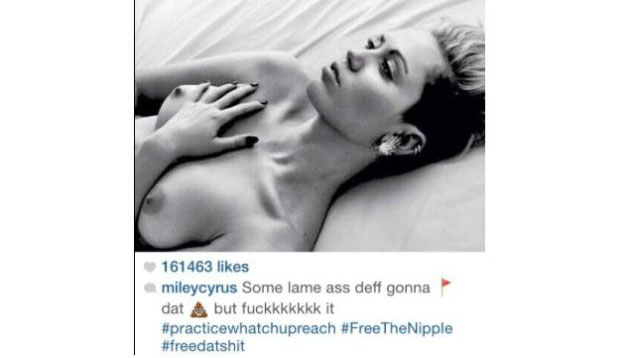 161463 likes
mileycyrus Some lame ass deff gonna 🚩
dat 💩 but fuckkkkkkk it
#practicewhatchupreach #FreeTheNipple
#freedatshit